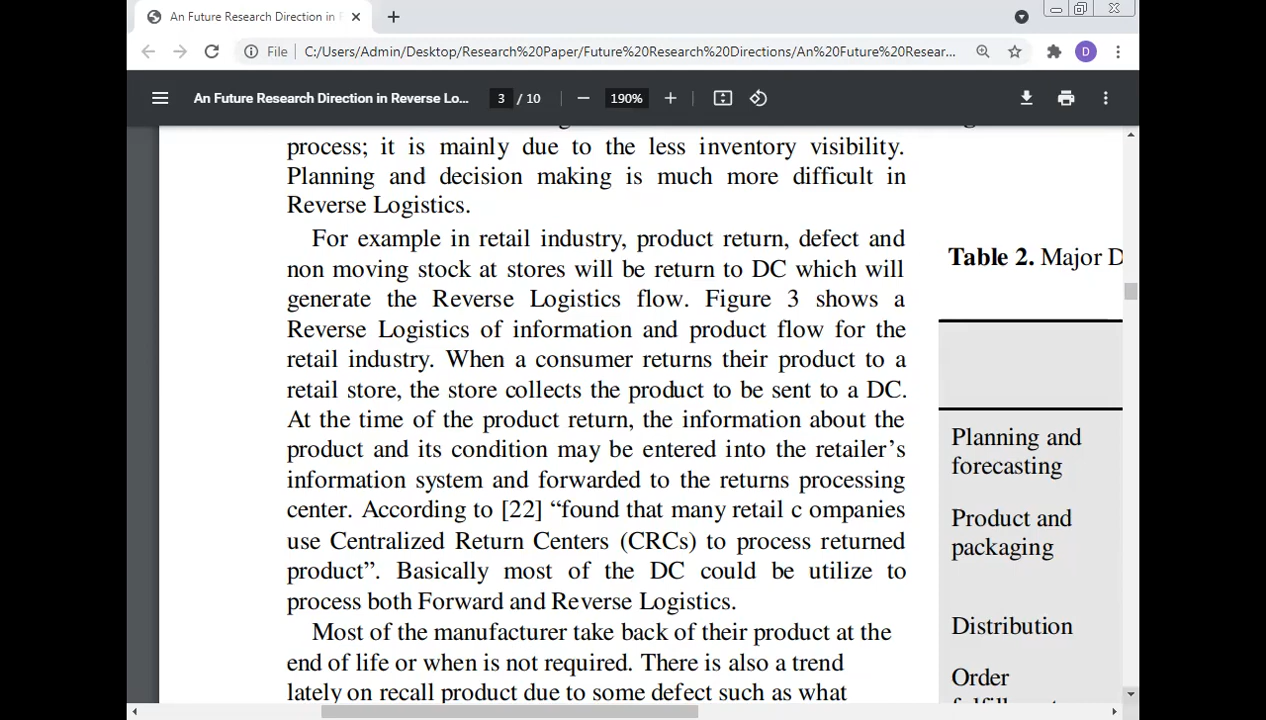 An Future Research Direction in
File
C:/Users/Admin/Desktop/Research%20Paper/Future%20Research%20Directions/An%20Future%20Resear...
D
An Future Research Direction in Reverse Lo...
3 / 10
190%
process; it is mainly due to the less inventory visibility.
Planning and decision making is much more difficult in
Reverse Logistics.
For example in retail industry, product return, defect and
non moving stock at stores will be return to DC which will
generate the Reverse Logistics flow. Figure 3 shows a
Reverse Logistics of information and product flow for the
retail industry. When a consumer returns their product to a
retail store, the store collects the product to be sent to a DC.
At the time of the product return, the information about the
product and its condition may be entered into the retailer’s
information system and forwarded to the returns processing
center. According to [22] “found that many retail c ompanies
use Centralized Return Centers (CRCs) to process returned
product”. Basically most of the DC could be utilize to
process both Forward and Reverse Logistics.
Most of the manufacturer take back of their product at the
end of life or when is not required. There is also a trend
lately on recall product due to some defect such as what
Table 2. Major D
Planning and
forecasting
Product and
packaging
Distribution
Order